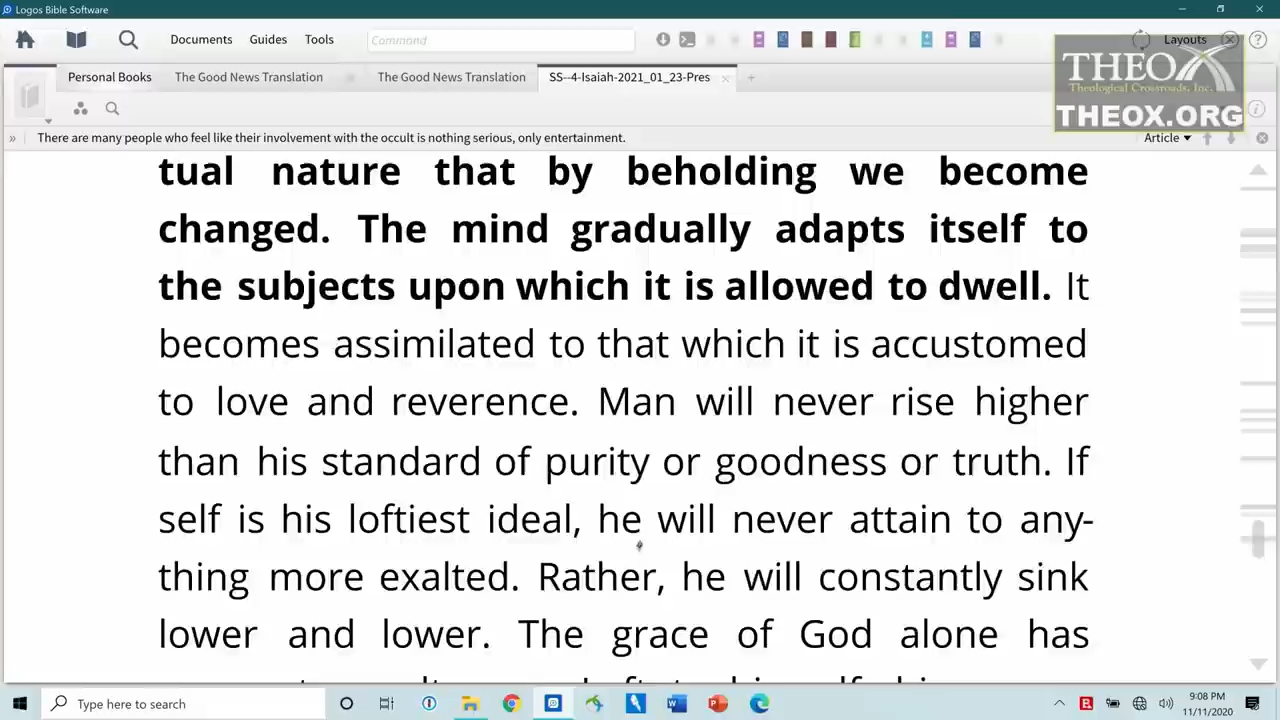 Logos Bible Software
Documents Guides Tools Command Layouts
THEOX
Theological Crossroads, Inc.
THEOX.ORG
Personal Books The Good News Translation The Good News Translation SS--4-Isaiah-2021_01_23-Pres
» There are many people who feel like their involvement with the occult is nothing serious, only entertainment. Article
tual nature that by beholding we become
changed. The mind gradually adapts itself to
the subjects upon which it is allowed to dwell. It
becomes assimilated to that which it is accustomed
to love and reverence. Man will never rise higher
than his standard of purity or goodness or truth. If
self is his loftiest ideal, he will never attain to any-
thing more exalted. Rather, he will constantly sink
lower and lower. The grace of God alone has
Type here to search
9:08 PM
11/11/2020